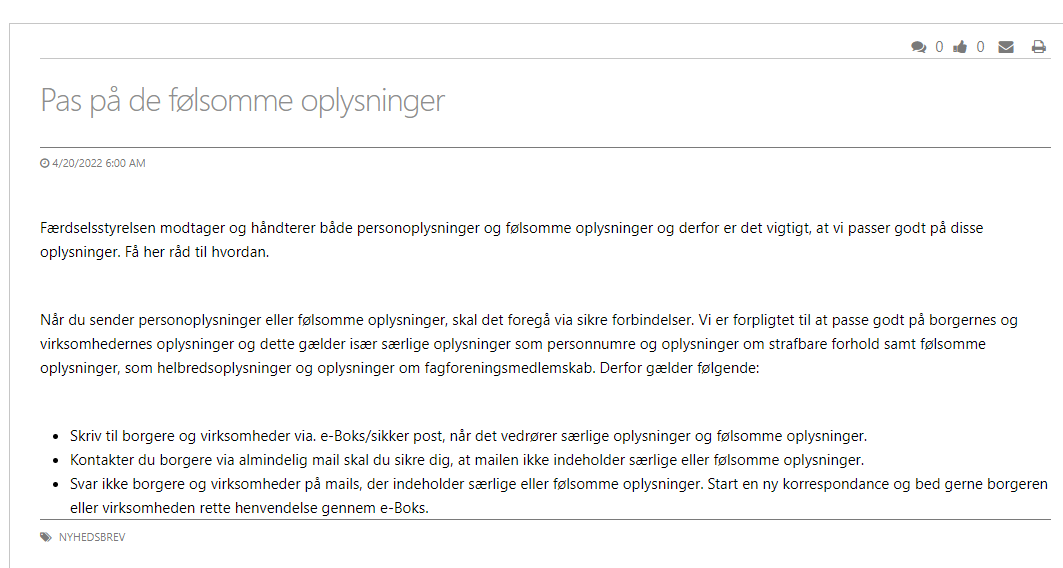 0 0
Pas på de følsomme oplysninger
4/20/2022 6:00 AM
Færdselsstyrelsen modtager og håndterer både personoplysninger og følsomme oplysninger og derfor er det vigtigt, at vi passer godt på disse
oplysninger. Få her råd til hvordan.
Når du sender personoplysninger eller følsomme oplysninger, skal det foregå via sikre forbindelser. Vi er forpligtet til at passe godt på borgernes og
virksomhedernes oplysninger og dette gælder især særlige oplysninger som personnumre og oplysninger om strafbare forhold samt følsomme
oplysninger, som helbredsoplysninger og oplysninger om fagforeningsmedlemskab. Derfor gælder følgende:
• Skriv til borgere og virksomheder via. e-Boks/sikker post, når det vedrører særlige oplysninger og følsomme oplysninger.
• Kontakter du borgere via almindelig mail skal du sikre dig, at mailen ikke indeholder særlige eller følsomme oplysninger.
• Svar ikke borgere og virksomheder på mails, der indeholder særlige eller følsomme oplysninger. Start en ny korrespondance og bed gerne borgeren
eller virksomheden rette henvendelse gennem e-Boks.
NYHEDSBREV